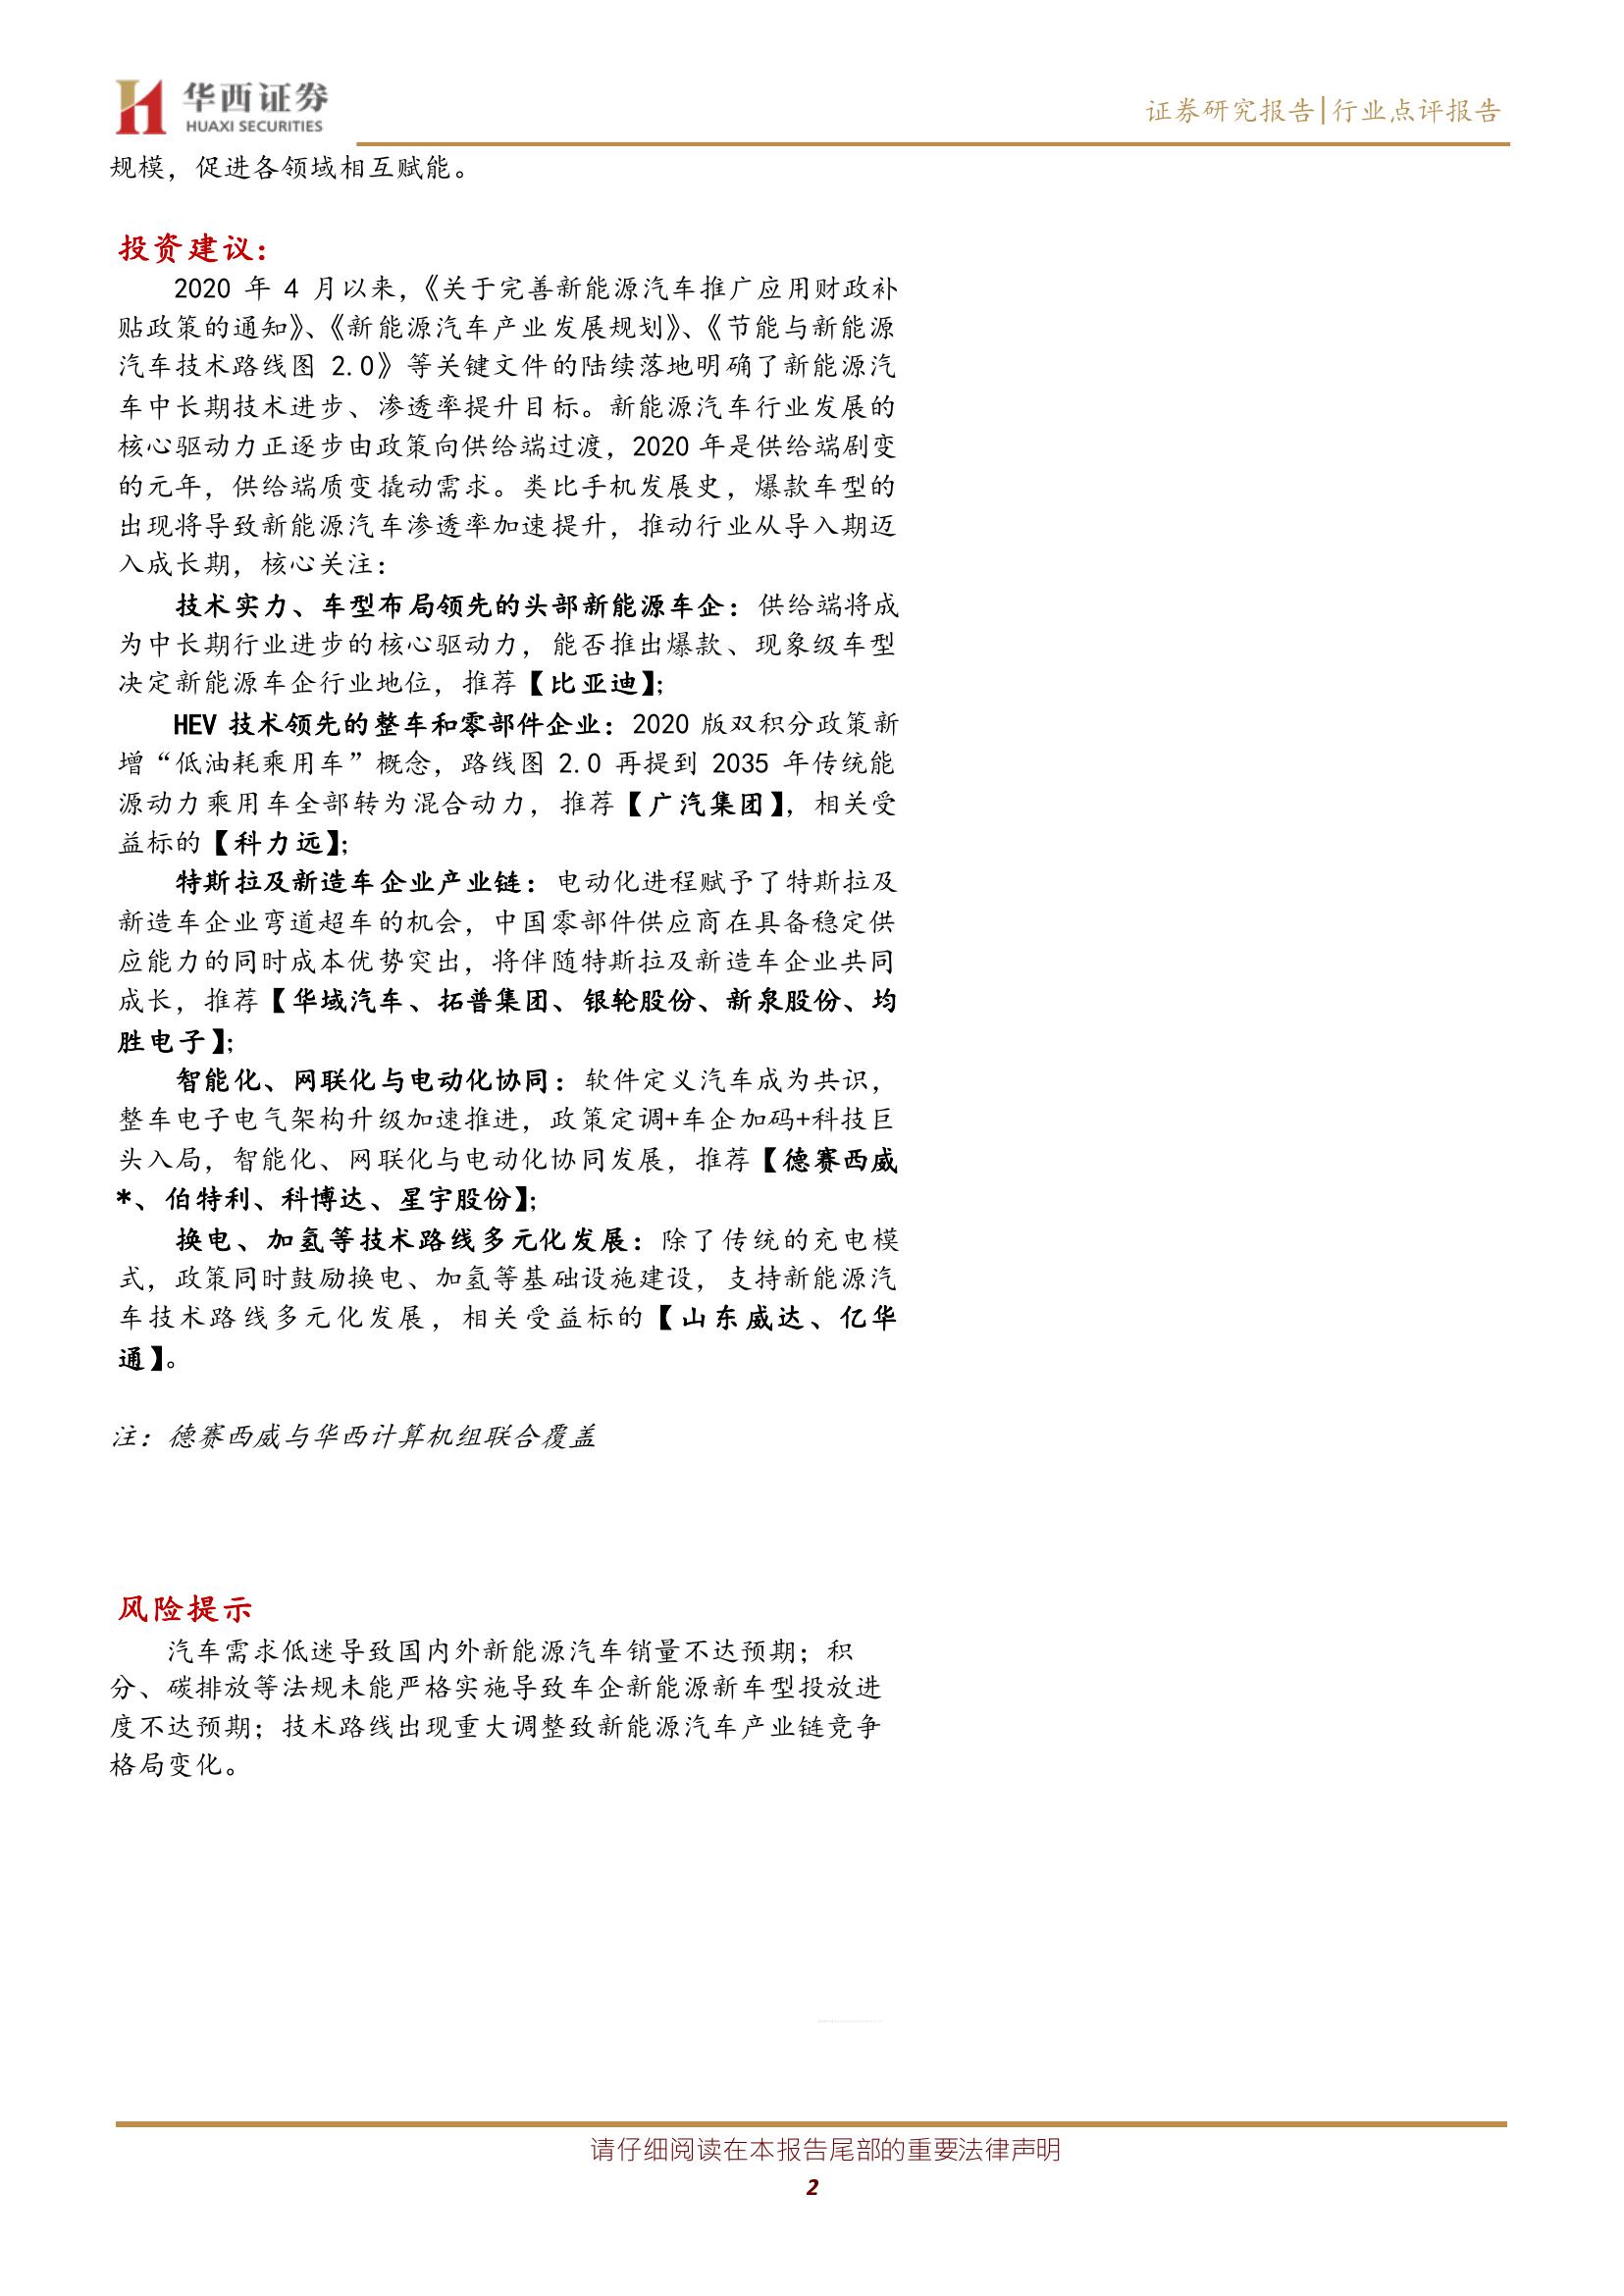 华西证券
HUAXI SECURITIES
证券研究报告|行业点评报告
规模，促进各领域相互赋能。
投资建议：
2020 年 4 月以来，《关于完善新能源汽车推广应用财政补
贴政策的通知》、《新能源汽车产业发展规划》、《节能与新能源
汽车技术路线图 2.0》等关键文件的陆续落地明确了新能源汽
车中长期技术进步、渗透率提升目标。新能源汽车行业发展的
核心驱动力正逐步由政策向供给端过渡，2020 年是供给端剧变
的元年，供给端质变撬动需求。类比手机发展史，爆款车型的
出现将导致新能源汽车渗透率加速提升，推动行业从导入期迈
入成长期，核心关注：
技术实力、车型布局领先的头部新能源车企：供给端将成
为中长期行业进步的核心驱动力，能否推出爆款、现象级车型
决定新能源车企行业地位，推荐【比亚迪】；
HEV 技术领先的整车和零部件企业：2020 版双积分政策新
增“低油耗乘用车”概念，路线图 2.0 再提到 2035 年传统能
源动力乘用车全部转为混合动力，推荐【广汽集团】，相关受
益标的【科力远】；
特斯拉及新造车企业产业链：电动化进程赋予了特斯拉及
新造车企业弯道超车的机会，中国零部件供应商在具备稳定供
应能力的同时成本优势突出，将伴随特斯拉及新造车企业共同
成长，推荐【华域汽车、拓普集团、银轮股份、新泉股份、均
胜电子】；
智能化、网联化与电动化协同：软件定义汽车成为共识，
整车电子电气架构升级加速推进，政策定调+车企加码+科技巨
头入局，智能化、网联化与电动化协同发展，推荐【德赛西威
*、伯特利、科博达、星宇股份】；
换电、加氢等技术路线多元化发展：除了传统的充电模
式，政策同时鼓励换电、加氢等基础设施建设，支持新能源汽
车技术路线多元化发展，相关受益标的【山东威达、亿华
通】。
注：德赛西威与华西计算机组联合覆盖
风险提示
汽车需求低迷导致国内外新能源汽车销量不达预期；积
分、碳排放等法规未能严格实施导致车企新能源新车型投放进
度不达预期；技术路线出现重大调整致新能源汽车产业链竞争
格局变化。
请仔细阅读在本报告尾部的重要法律声明
2